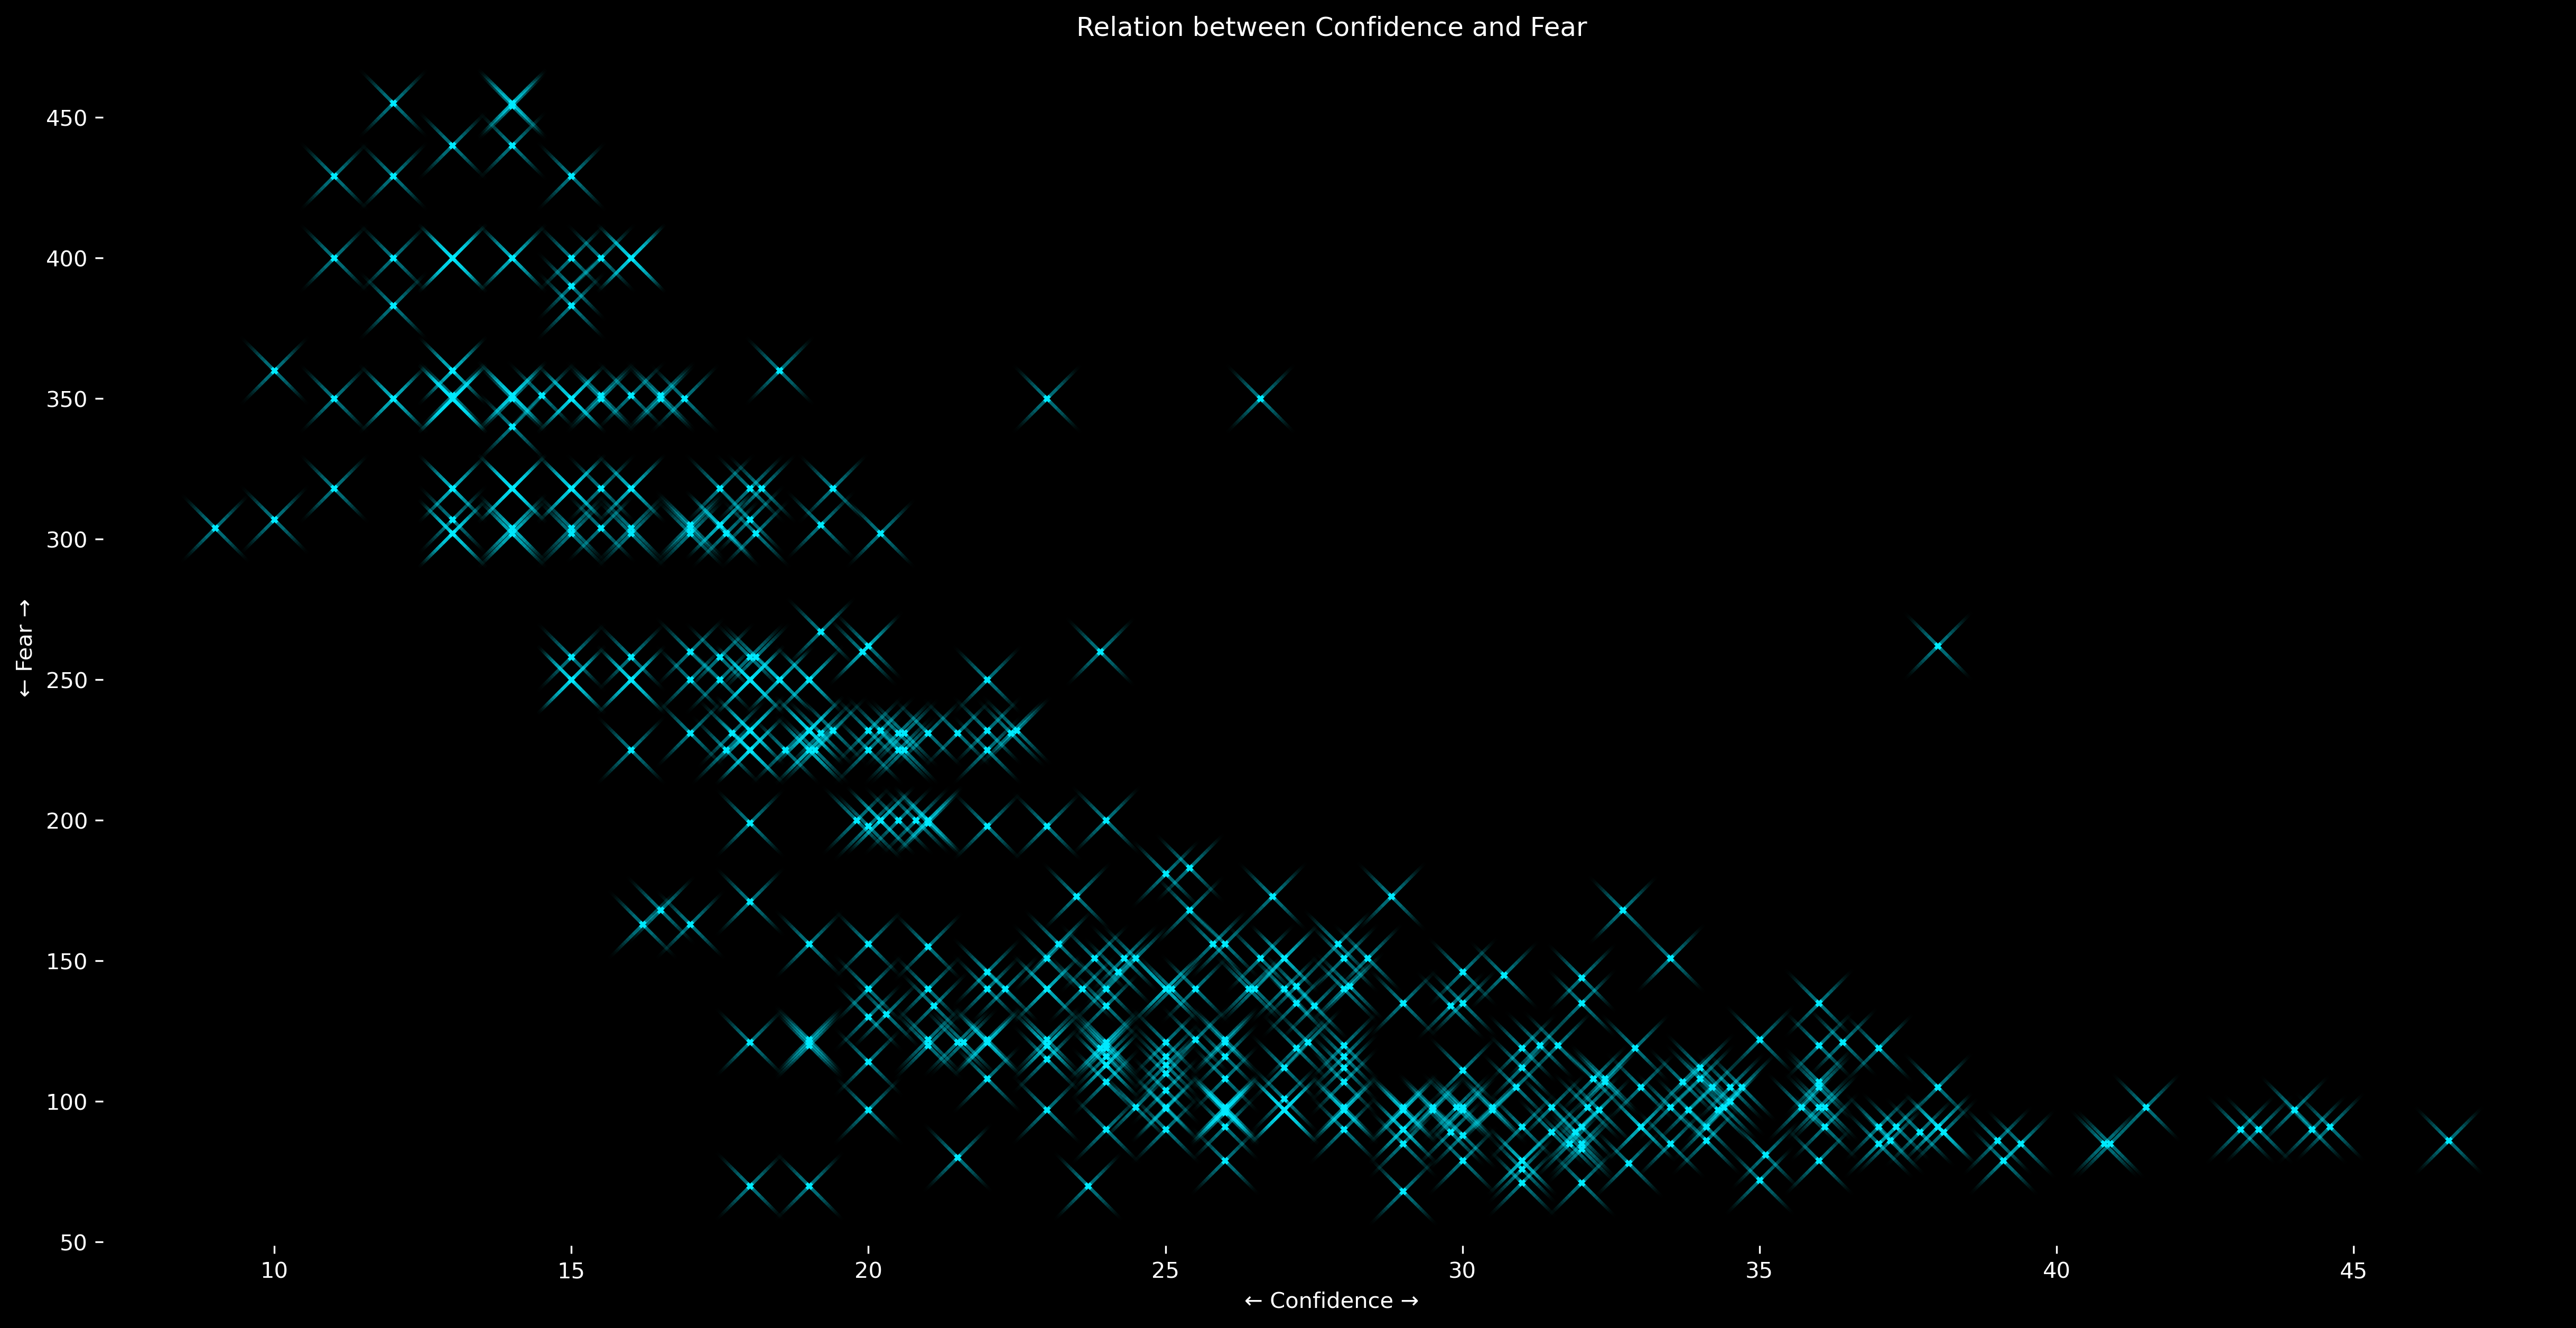 Relation between Confidence and Fear
← Fear →
450
400
350
300
250
200
150
100
50
10 15 20 25 30 35 40 45
← Confidence →